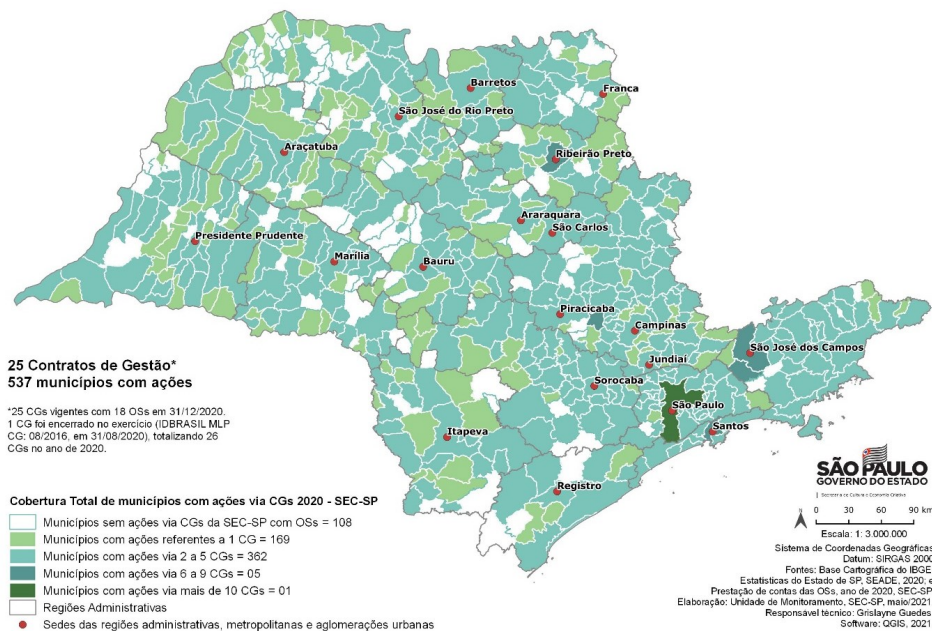 Barretos
Franca
São José do Rio Preto
Ribeirão Preto
Araçatuba
Araraquara
São Carlos
Presidente Prudente
Marília
Bauru
Piracicaba
Campinas
São José dos Campos
Jundiaí
Sorocaba
São Paulo
Santos
Itapeva
Registro
25 Contratos de Gestão*
537 municípios com ações
*25 CGs vigentes com 18 OSs em 31/12/2020.
1 CG foi encerrado no exercício (IDBRASIL MLP
CG: 08/2016, em 31/08/2020), totalizando 26
CGs no ano de 2020.
Cobertura Total de municípios com ações via CGs 2020 - SEC-SP
Municípios sem ações via CGs da SEC-SP com OSs = 108
Municípios com ações referentes a 1 CG = 169
Municípios com ações via 2 a 5 CGs = 362
Municípios com ações via 6 a 9 CGs = 05
Municípios com ações via mais de 10 CGs = 01
Regiões Administrativas
Sedes das regiões administrativas, metropolitanas e aglomerações urbanas
SÃO PAULO
GOVERNO DO ESTADO
Secretaria de Cultura e Economia Criativa
N
0 30 60 90 km
Escala: 1: 3.000.000
Sistema de Coordenadas Geográficas
Datum: SIRGAS 2000
Fontes: Base Cartográfica do IBGE;
Estatísticas do Estado de SP, SEADE, 2020; e
Prestação de contas das OSs, ano de 2020, SEC-SP
Elaboração: Unidade de Monitoramento, SEC-SP, maio/2021
Responsável técnico: Grislayne Guedes
Software: QGIS, 2021